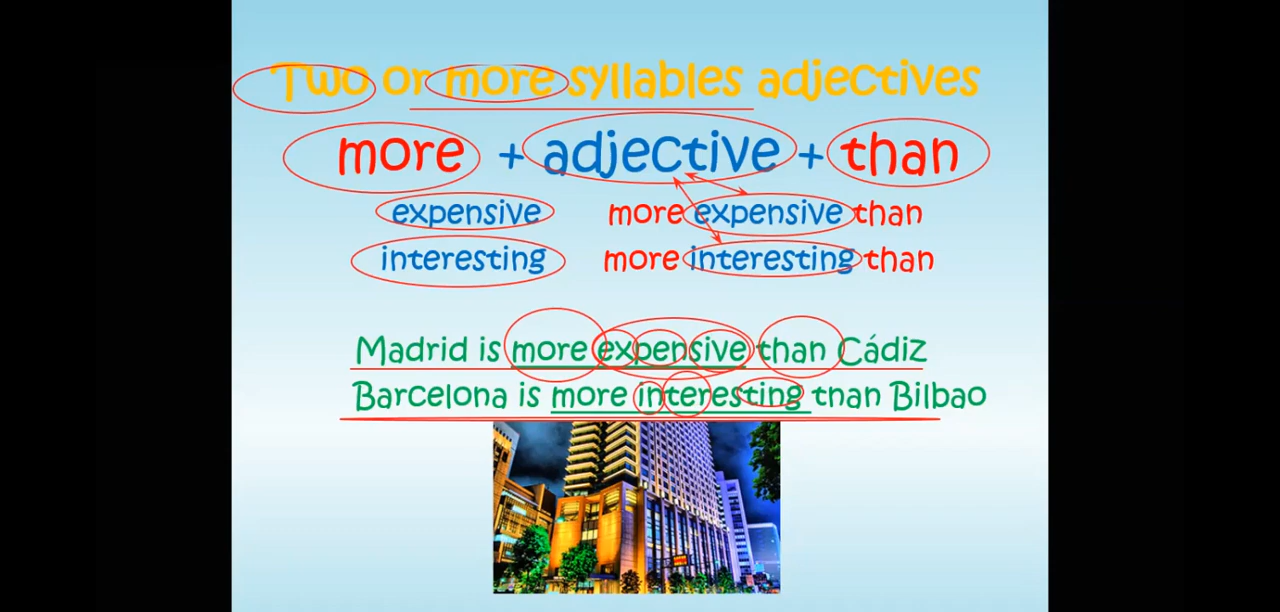 Two or more syllables adjectives
more + adjective + than
expensive more expensive than
interesting more interesting than
Madrid is more expensive than Cádiz
Barcelona is more interesting than Bilbao